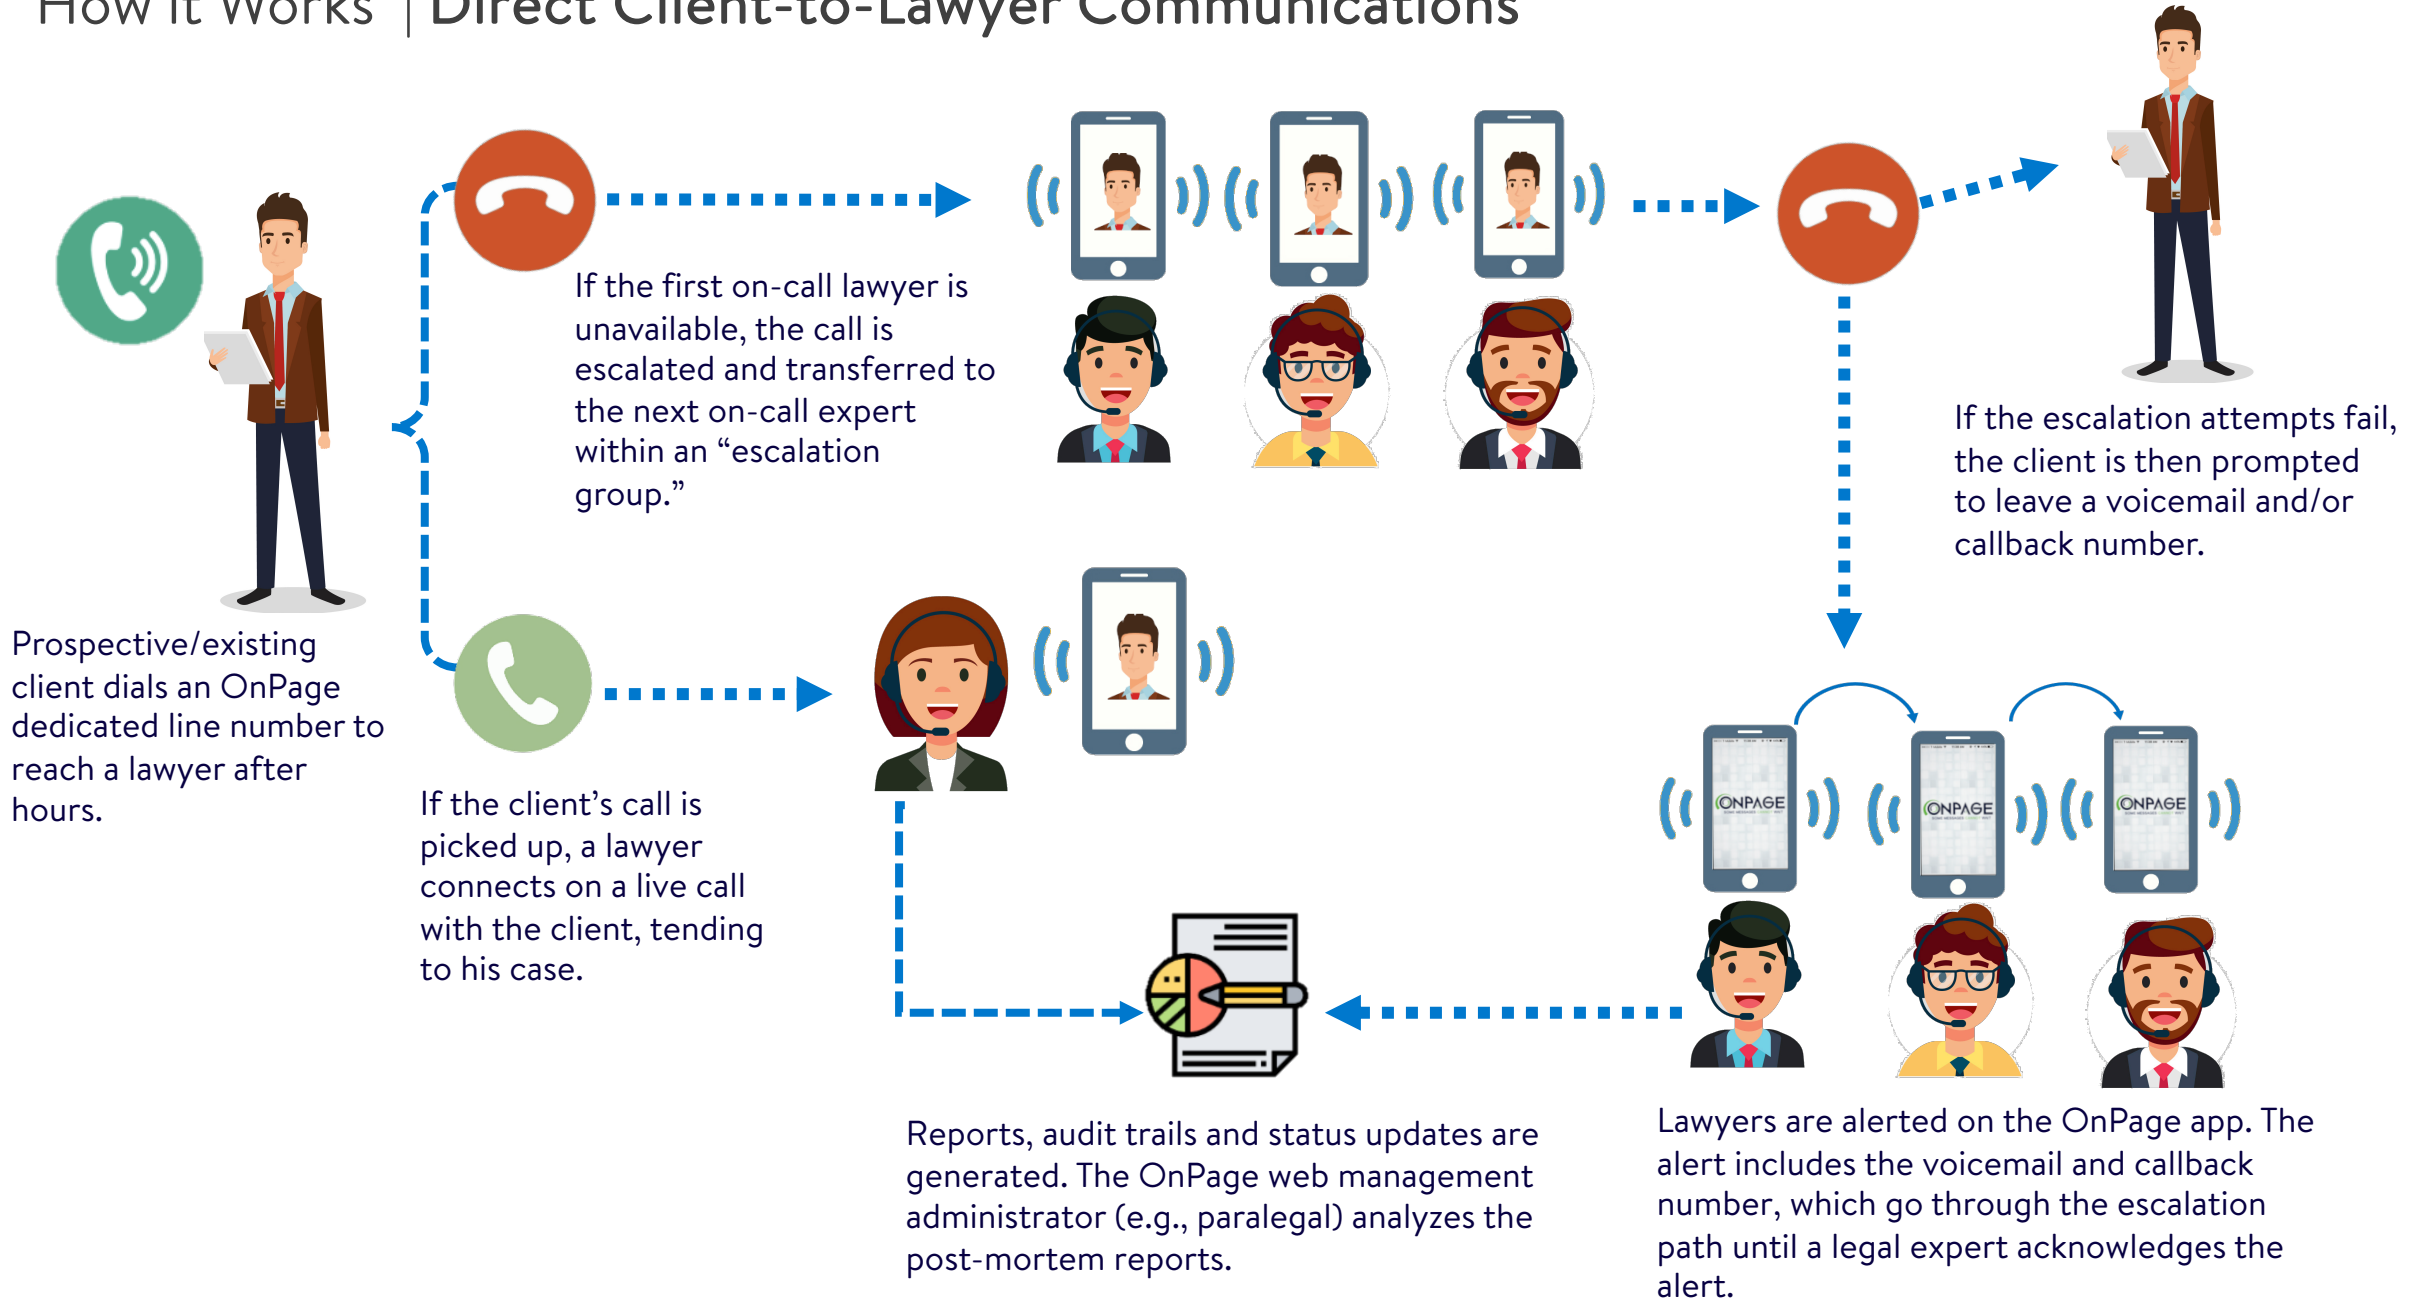 How it Works | Direct Client-to-Lawyer Communications
If the first on-call lawyer is
unavailable, the call is
escalated and transferred to
the next on-call expert
within an “escalation
group.”
If the escalation attempts fail,
the client is then prompted
to leave a voicemail and/or
callback number.
Prospective/existing
client dials an OnPage
dedicated line number to
reach a lawyer after
hours.
If the client’s call is
picked up, a lawyer
connects on a live call
with the client, tending
to his case.
ONPAGE
ONPAGE
ONPAGE
Reports, audit trails and status updates are
generated. The OnPage web management
administrator (e.g., paralegal) analyzes the
post-mortem reports.
Lawyers are alerted on the OnPage app. The
alert includes the voicemail and callback
number, which go through the escalation
path until a legal expert acknowledges the
alert.